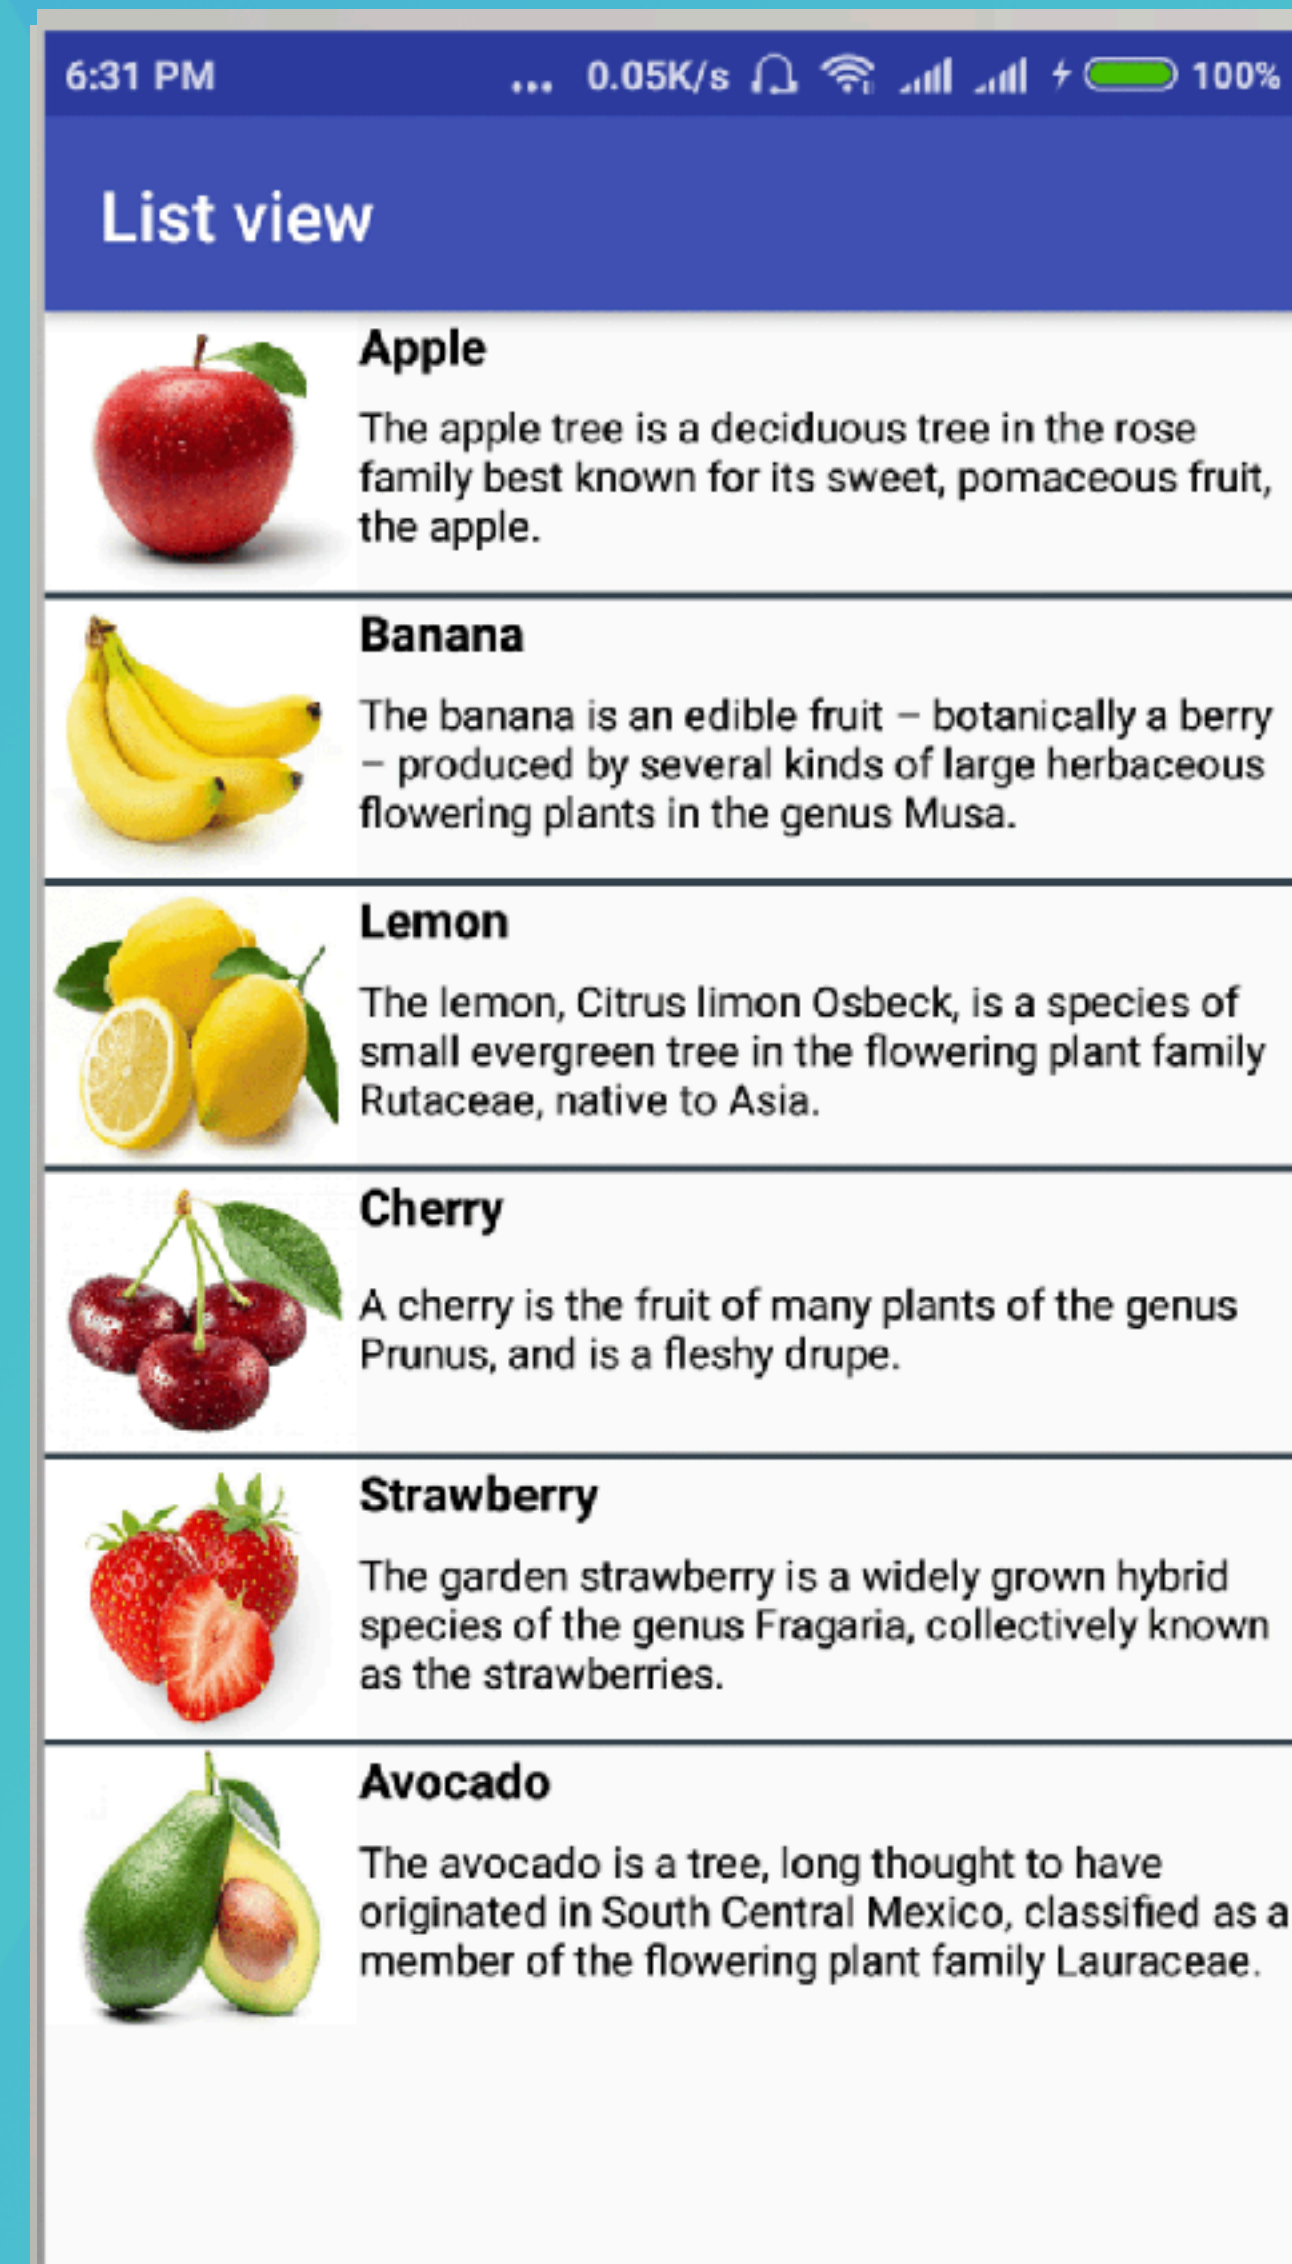 6:31 PM ... 0.05K/s 100%
List view
Apple
The apple tree is a deciduous tree in the rose
family best known for its sweet, pomaceous fruit,
the apple.
Banana
The banana is an edible fruit – botanically a berry
– produced by several kinds of large herbaceous
flowering plants in the genus Musa.
Lemon
The lemon, Citrus limon Osbeck, is a species of
small evergreen tree in the flowering plant family
Rutaceae, native to Asia.
Cherry
A cherry is the fruit of many plants of the genus
Prunus, and is a fleshy drupe.
Strawberry
The garden strawberry is a widely grown hybrid
species of the genus Fragaria, collectively known
as the strawberries.
Avocado
The avocado is a tree, long thought to have
originated in South Central Mexico, classified as a
member of the flowering plant family Lauraceae.